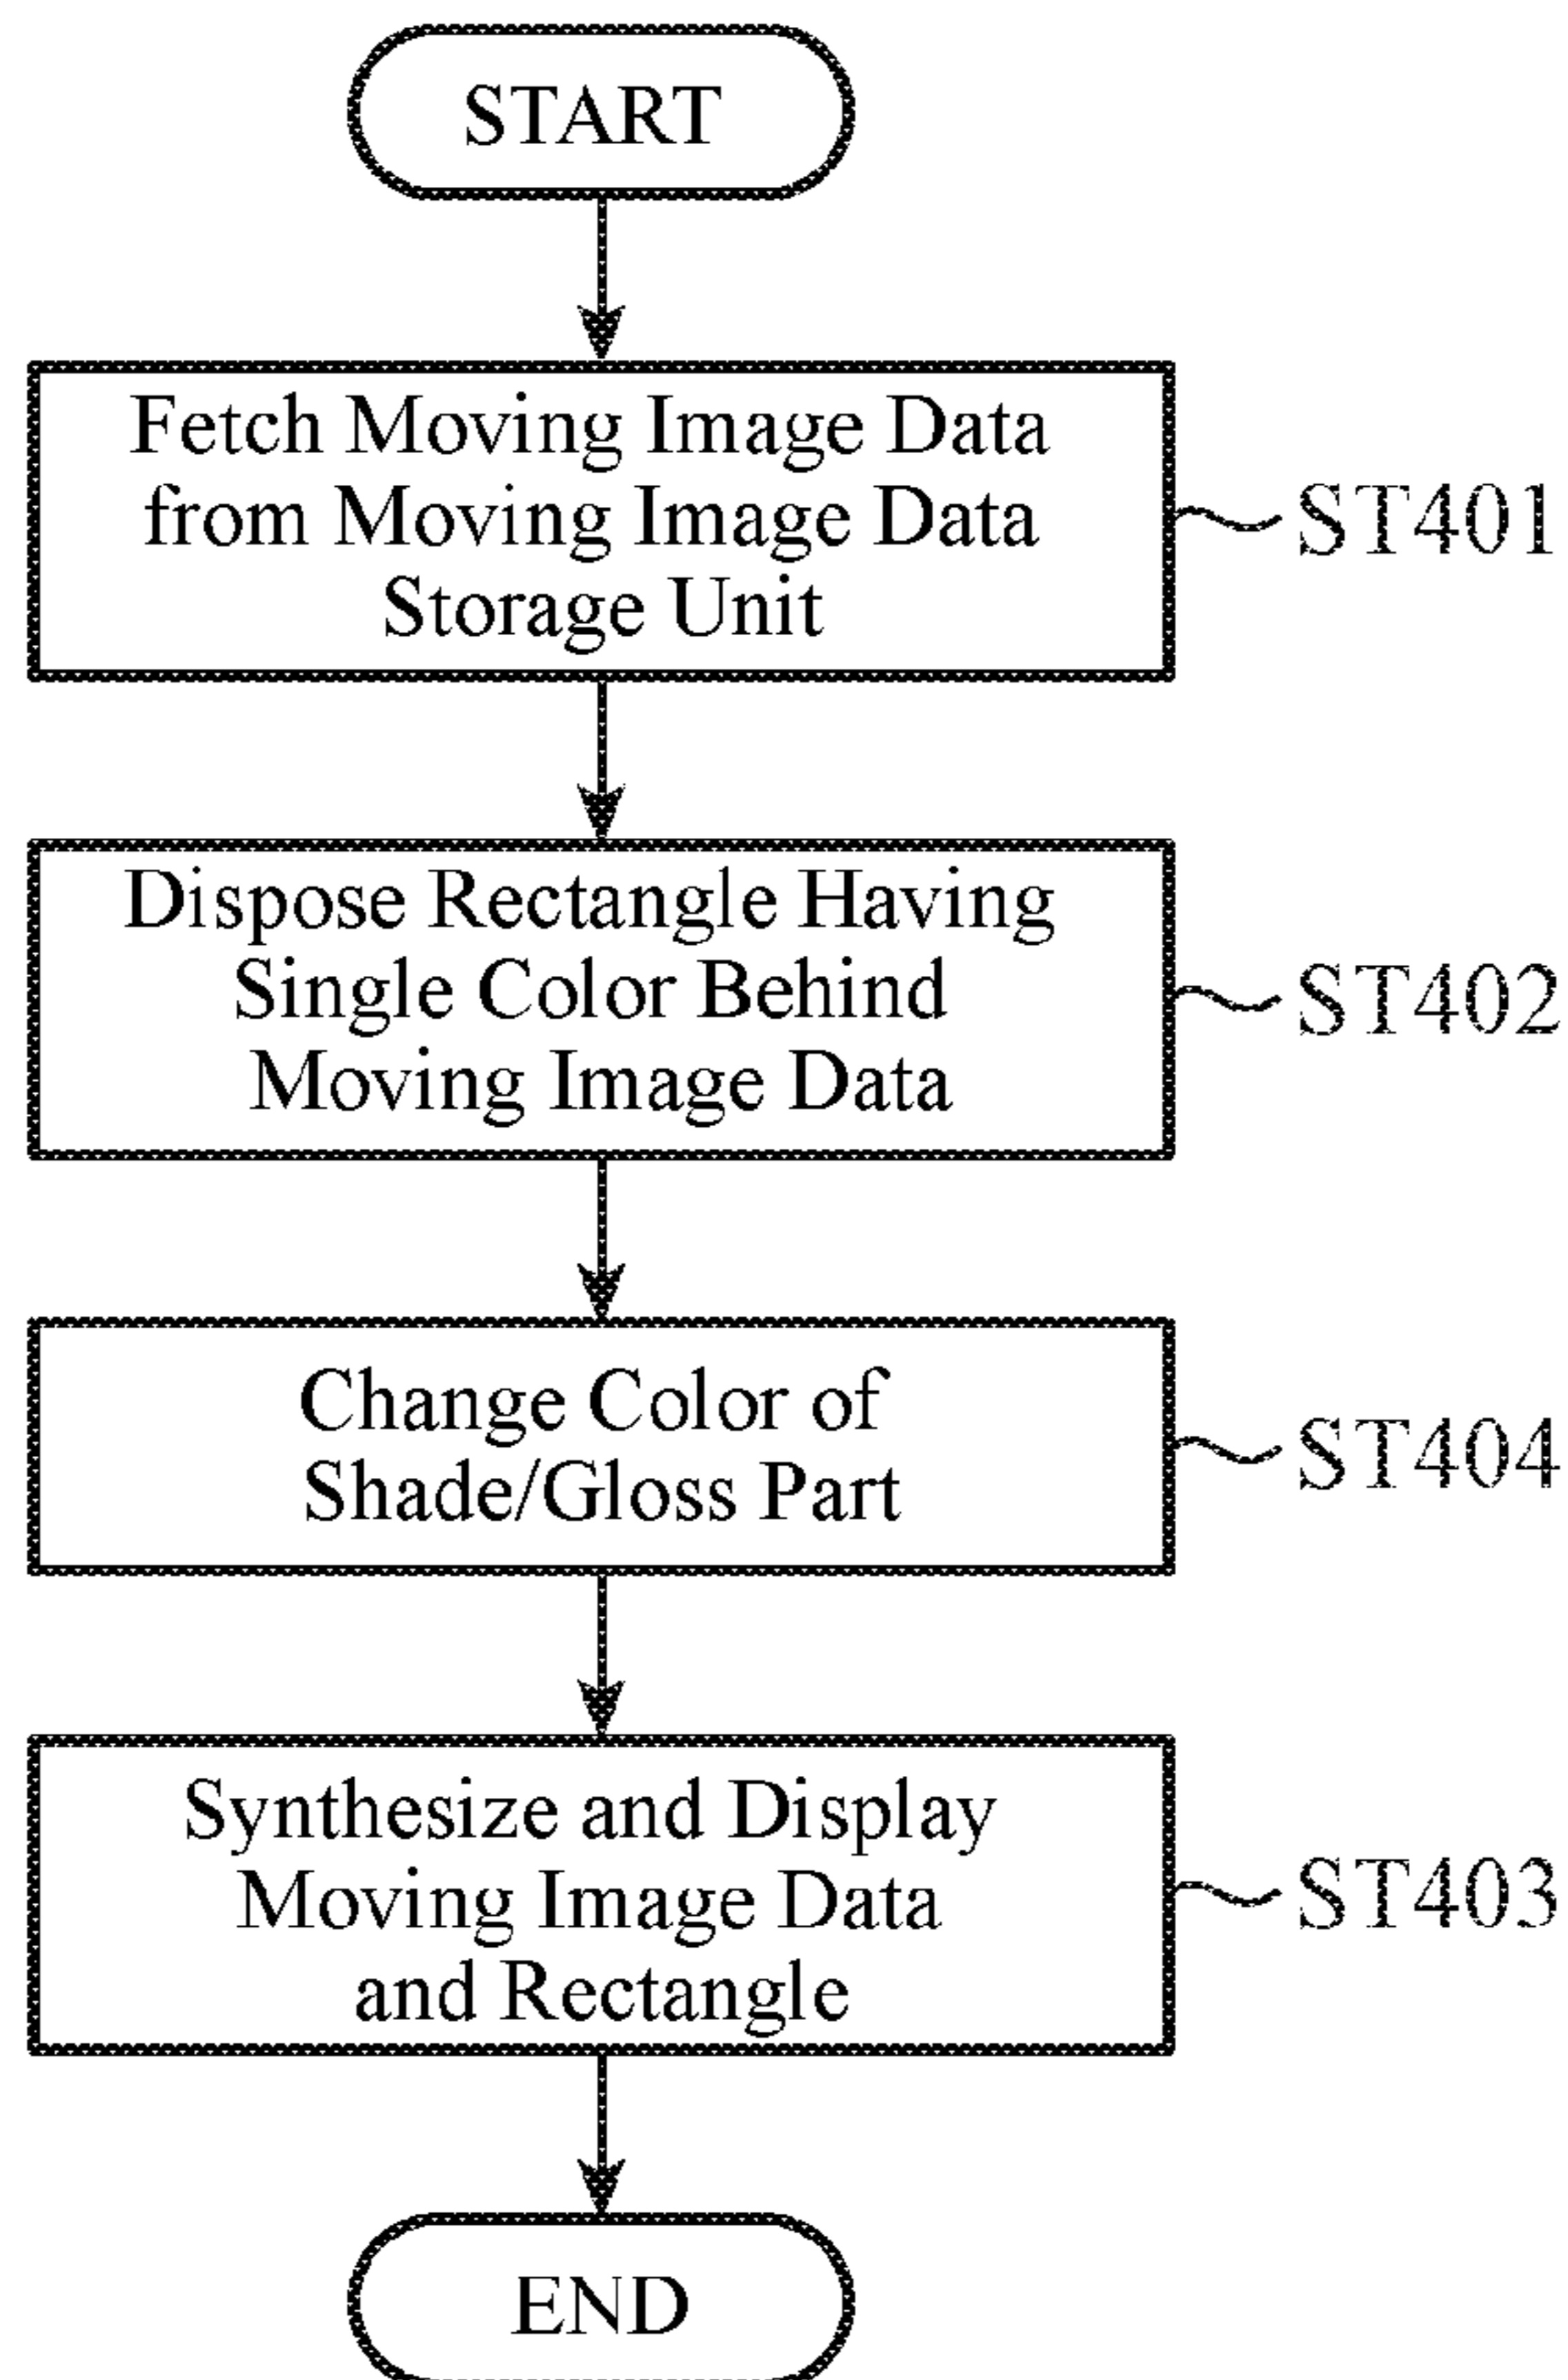 START
Fetch Moving Image Data
from Moving Image Data
Storage Unit
ST401
Dispose Rectangle Having
Single Color Behind
Moving Image Data
ST402
Change Color of
Shade/Gloss Part
ST404
Synthesize and Display
Moving Image Data
and Rectangle
ST403
END